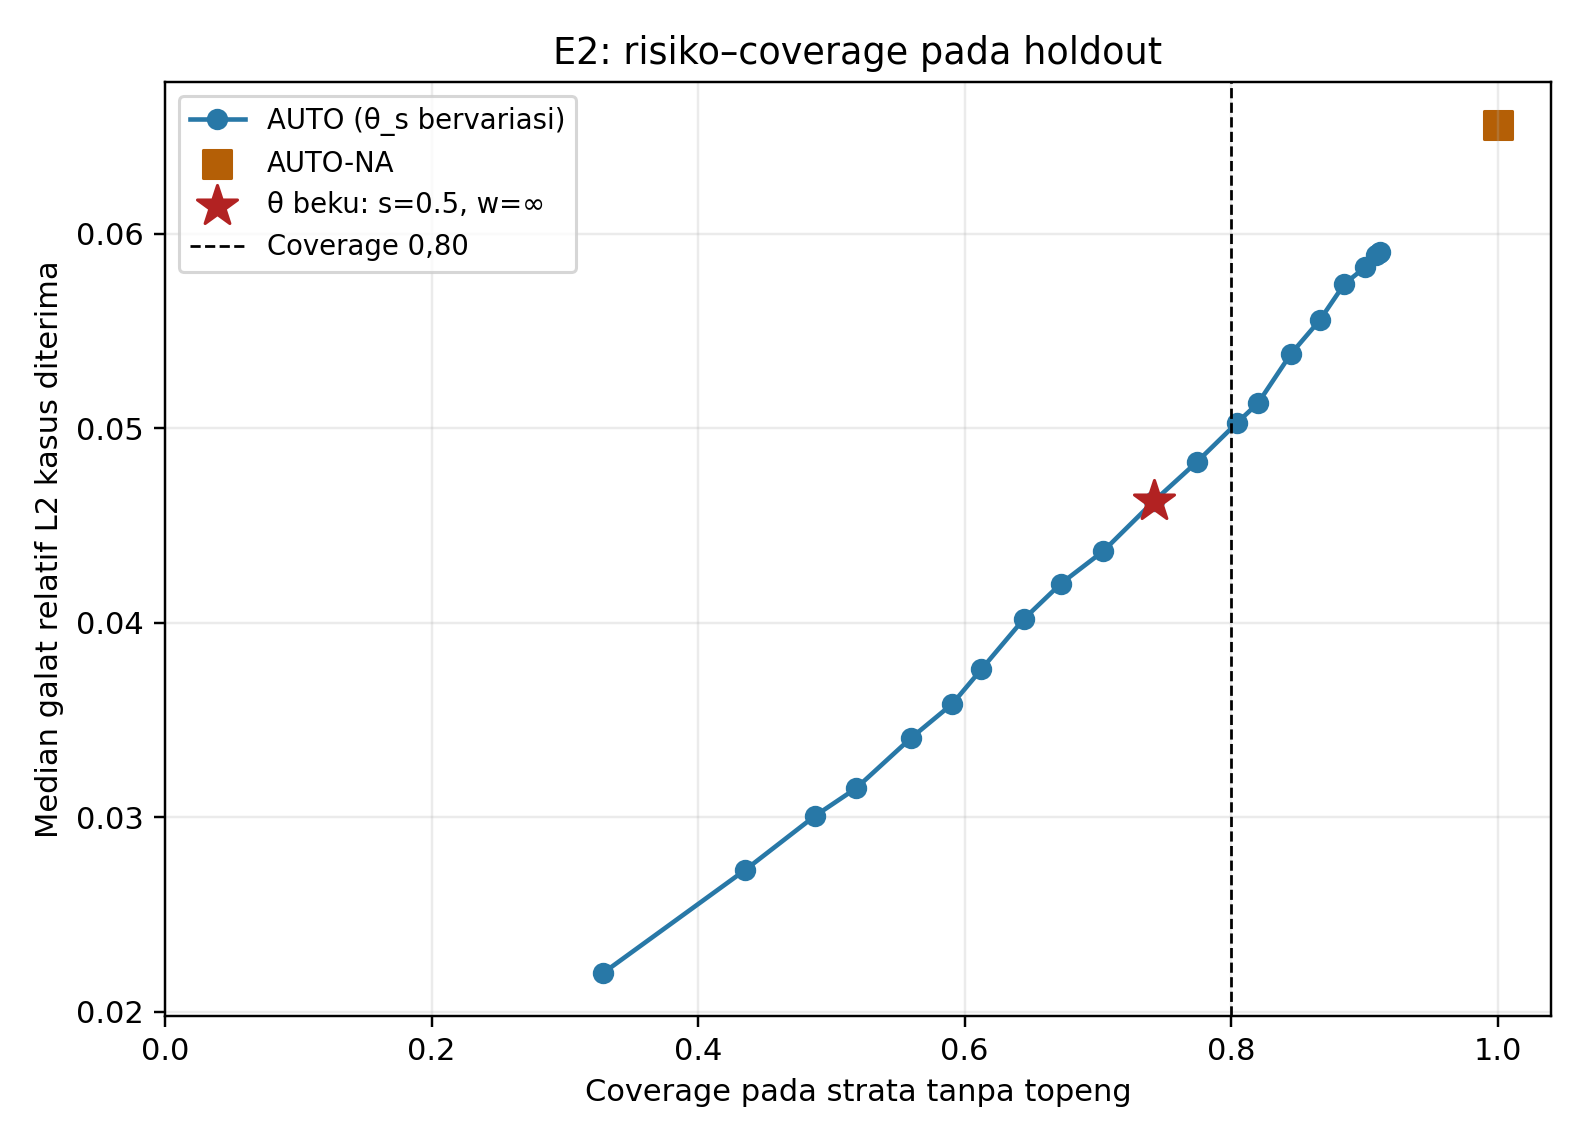 E2: risiko–coverage pada holdout
AUTO (θ_s bervariasi)
AUTO-NA
θ beku: s=0.5, w=∞
Coverage 0,80
Median galat relatif L2 kasus diterima
0.06
0.05
0.04
0.03
0.02
0.0 0.2 0.4 0.6 0.8 1.0
Coverage pada strata tanpa topeng